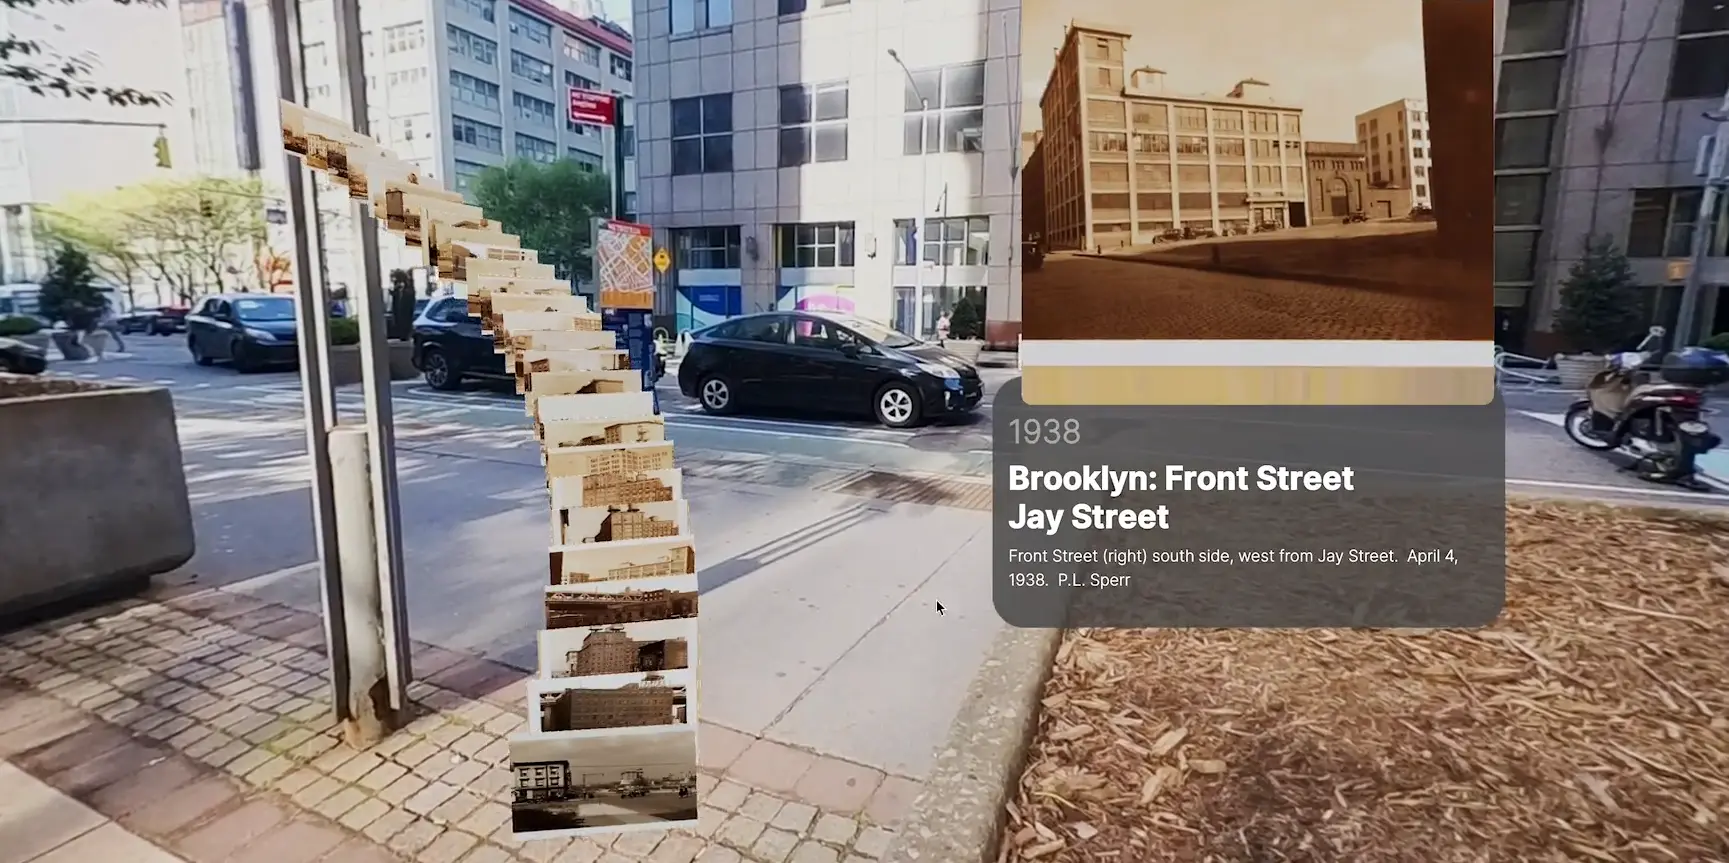 1938
Brooklyn: Front Street
Jay Street
Front Street (right) south side, west from Jay Street.  April 4,
1938.  P.L. Sperr
METROTECH